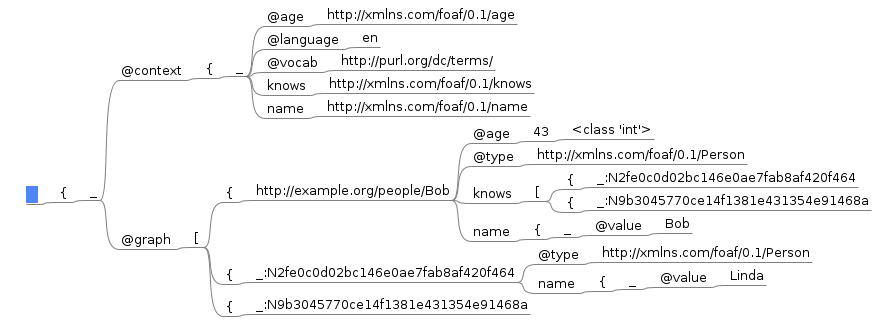 @age http://xmlns.com/foaf/0.1/age
@language en
@context { _ @vocab http://purl.org/dc/terms/
knows http://xmlns.com/foaf/0.1/knows
name http://xmlns.com/foaf/0.1/name
@age 43 <class 'int'>
@type http://xmlns.com/foaf/0.1/Person
{ _ { http://example.org/people/Bob knows [ { _:N2fe0c0d02bc146e0ae7fab8af420f464
{ _:N9b3045770ce14f1381e431354e91468a
name { _ @value Bob
@graph [ @type http://xmlns.com/foaf/0.1/Person
{ _:N2fe0c0d02bc146e0ae7fab8af420f464
name { _ @value Linda
{ _:N9b3045770ce14f1381e431354e91468a